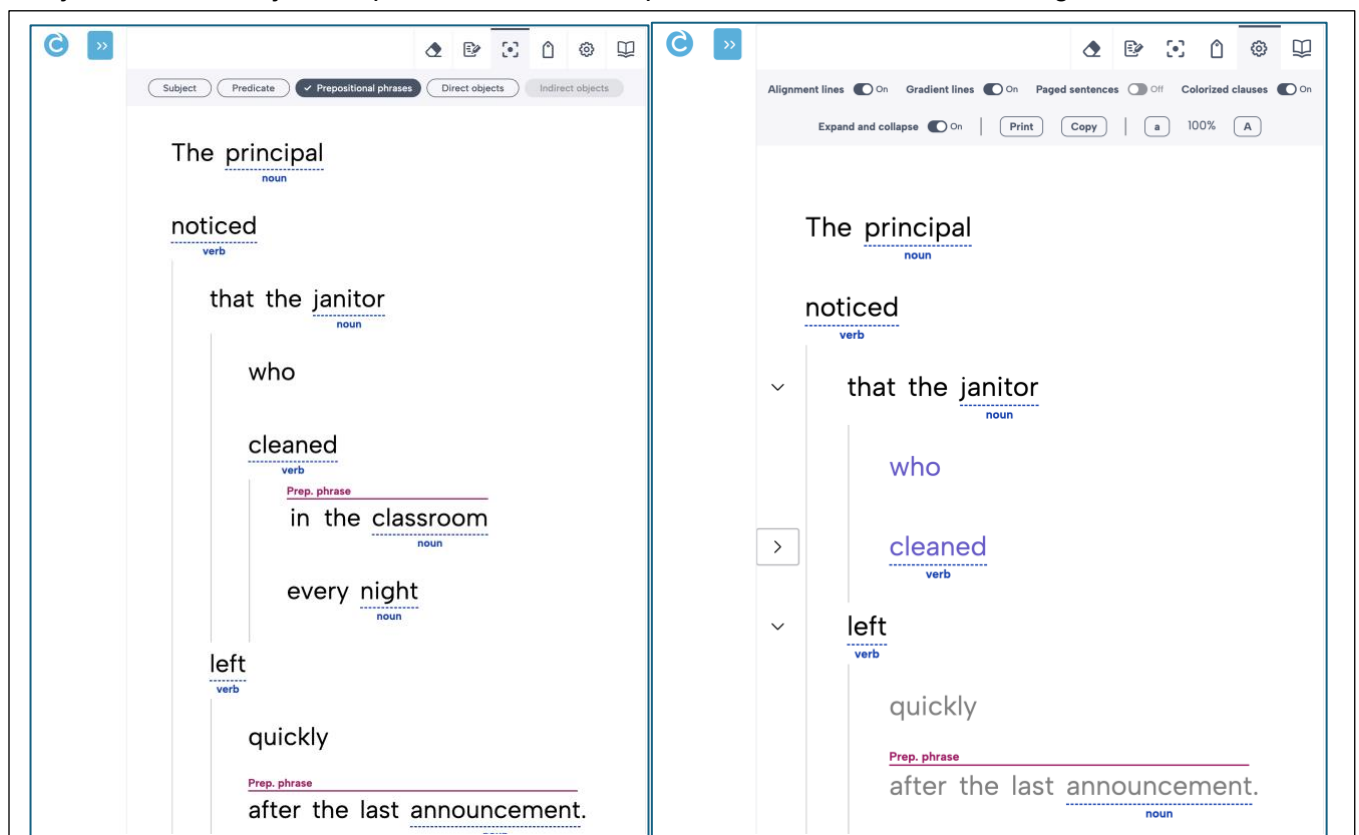 Subject Predicate ✓ Prepositional phrases Direct objects Indirect objects
The principal
noun
noticed
verb
that the janitor
noun
who
cleaned
verb
Prep. phrase
in the classroom
noun
every night
noun
left
verb
quickly
Prep. phrase
after the last announcement.
Alignment lines On Gradient lines On Paged sentences Off Colorized clauses On
Expand and collapse On | Print Copy | a 100% A
The principal
noun
noticed
verb
that the janitor
noun
who
cleaned
verb
left
verb
quickly
Prep. phrase
after the last announcement.
noun